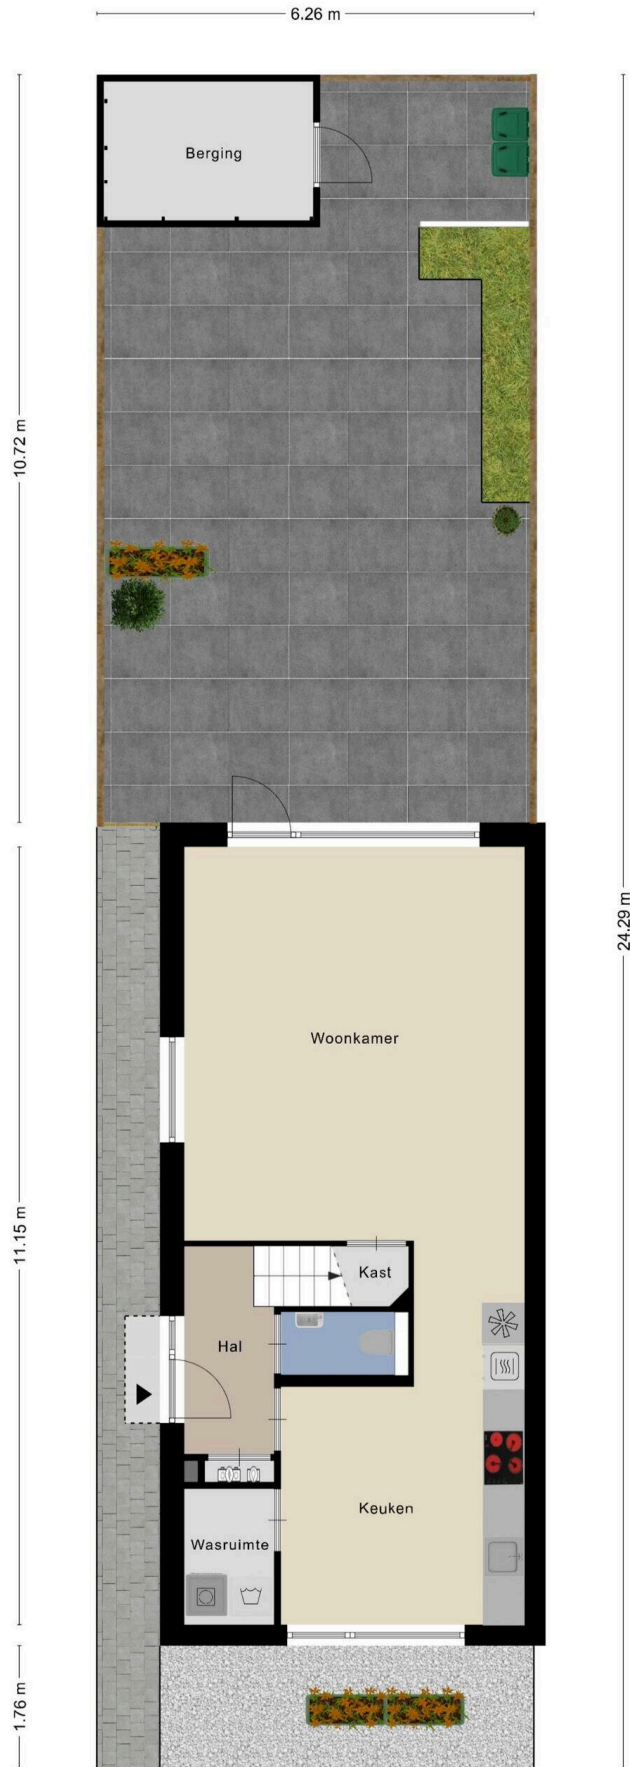 6.26 m
Berging
10.72 m
24.29 m
Woonkamer
11.15 m
Kast
Hal
Keuken
Wasruimte
1.76 m